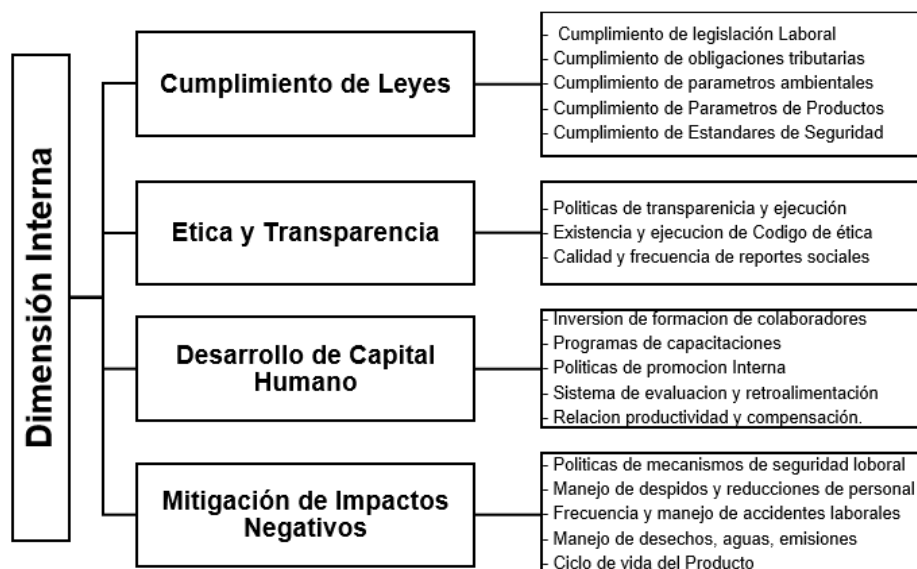 Dimensión Interna
Cumplimiento de Leyes
- Cumplimiento de legislación Laboral
- Cumplimiento de obligaciones tributarias
- Cumplimiento de parametros ambientales
- Cumplimiento de Parametros de Productos
- Cumplimiento de Estandares de Seguridad
Etica y Transparencia
- Politicas de transparenicia y ejecución
- Existencia y ejecucion de Codigo de ética
- Calidad y frecuencia de reportes sociales
Desarrollo de Capital
Humano
- Inversion de formacion de colaboradores
- Programas de capacitaciones
- Politicas de promocion Interna
- Sistema de evaluacion y retroalimentación
- Relacion productividad y compensación.
Mitigación de Impactos
Negativos
- Politicas de mecanismos de seguridad loboral
- Manejo de despidos y reducciones de personal
- Frecuencia y manejo de accidentes laborales
- Manejo de desechos, aguas, emisiones
- Ciclo de vida del Producto